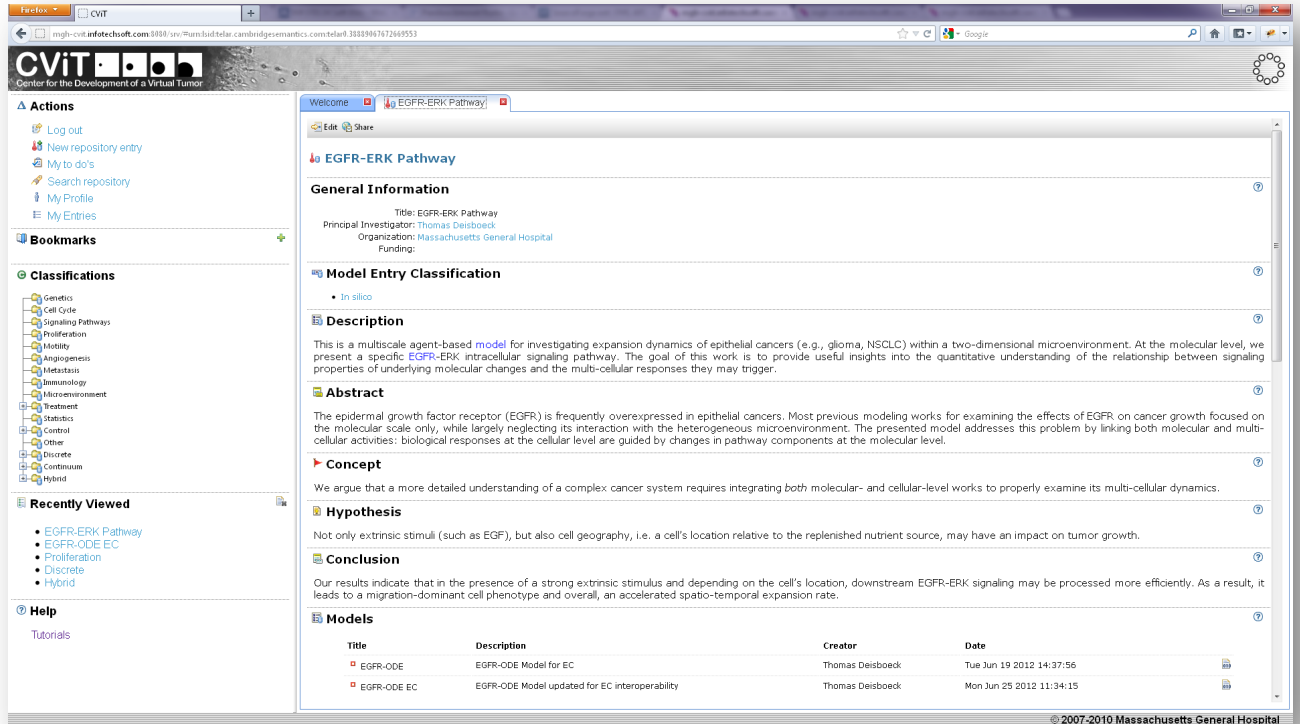 Firefox
CViT
mgh-cvit.infotechsoft.com:8080/srv/#urn:lsid:telar.cambridgesemantics.com:telar0.38889067672669553
Google
CViT
Center for the Development of a Virtual Tumor
Actions
Log out
New repository entry
My to do's
Search repository
My Profile
My Entries
Bookmarks
Classifications
Genetics
Cell Cycle
Signaling Pathways
Proliferation
Motility
Angiogenesis
Metastasis
Immunology
Microenvironment
Treatment
Statistics
Control
Other
Discrete
Continuum
Hybrid
Recently Viewed
EGFR-ERK Pathway
EGFR-ODE EC
Proliferation
Discrete
Hybrid
Help
Tutorials
Welcome
EGFR-ERK Pathway
Edit Share
EGFR-ERK Pathway
General Information
Title: EGFR-ERK Pathway
Principal Investigator: Thomas Deisboeck
Organization: Massachusetts General Hospital
Funding:
Model Entry Classification
• In silico
Description
This is a multiscale agent-based model for investigating expansion dynamics of epithelial cancers (e.g., glioma, NSCLC) within a two-dimensional microenvironment. At the molecular level, we
present a specific EGFR-ERK intracellular signaling pathway. The goal of this work is to provide useful insights into the quantitative understanding of the relationship between signaling
properties of underlying molecular changes and the multi-cellular responses they may trigger.
Abstract
The epidermal growth factor receptor (EGFR) is frequently overexpressed in epithelial cancers. Most previous modeling works for examining the effects of EGFR on cancer growth focused on
the molecular scale only, while largely neglecting its interaction with the heterogeneous microenvironment. The presented model addresses this problem by linking both molecular and multi-
cellular activities: biological responses at the cellular level are guided by changes in pathway components at the molecular level.
Concept
We argue that a more detailed understanding of a complex cancer system requires integrating both molecular- and cellular-level works to properly examine its multi-cellular dynamics.
Hypothesis
Not only extrinsic stimuli (such as EGF), but also cell geography, i.e. a cell's location relative to the replenished nutrient source, may have an impact on tumor growth.
Conclusion
Our results indicate that in the presence of a strong extrinsic stimulus and depending on the cell's location, downstream EGFR-ERK signaling may be processed more efficiently. As a result, it
leads to a migration-dominant cell phenotype and overall, an accelerated spatio-temporal expansion rate.
Models
Title Description Creator Date
EGFR-ODE EGFR-ODE Model for EC Thomas Deisboeck Tue Jun 19 2012 14:37:56
EGFR-ODE EC EGFR-ODE Model updated for EC interoperability Thomas Deisboeck Mon Jun 25 2012 11:34:15
© 2007-2010 Massachusetts General Hospital